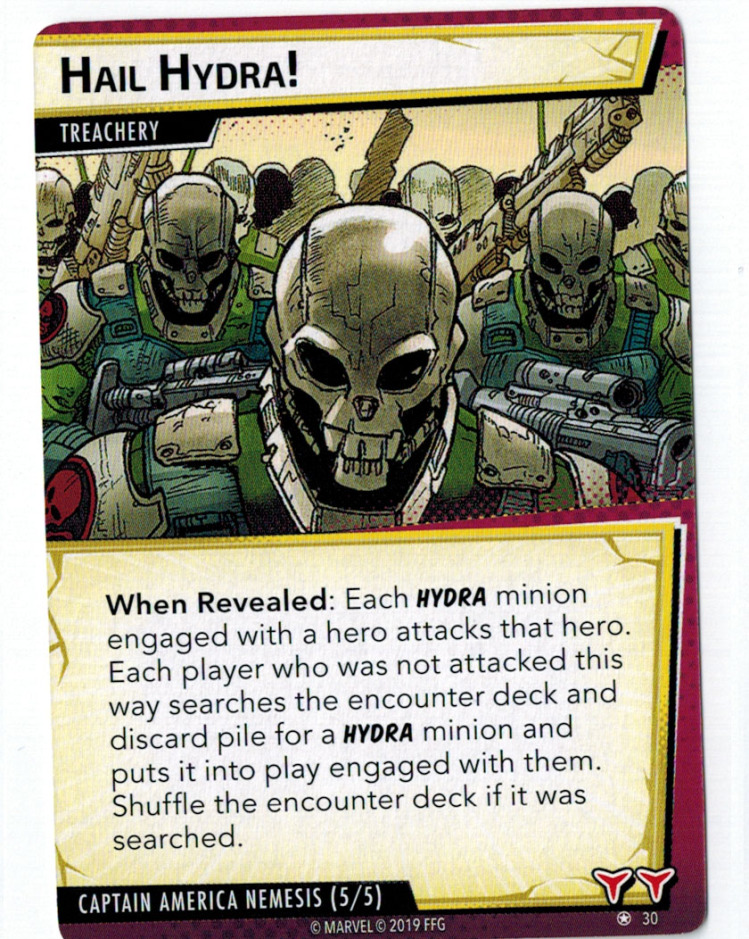 HAIL HYDRA!
TREACHERY
When Revealed: Each HYDRA minion
engaged with a hero attacks that hero.
Each player who was not attacked this
way searches the encounter deck and
discard pile for a HYDRA minion and
puts it into play engaged with them.
Shuffle the encounter deck if it was
searched.
CAPTAIN AMERICA NEMESIS (5/5)
© MARVEL © 2019 FFG
30